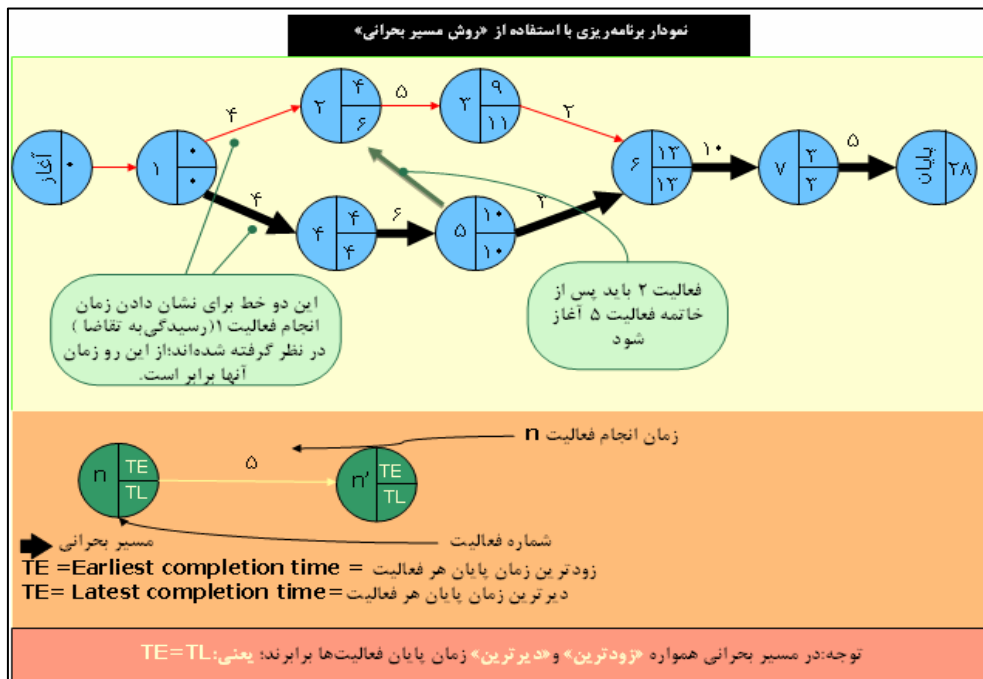 نمودار برنامه‌ریزی با استفاده از «روش مسیر بحرانی»
آغاز ۰
۱ ۰ ۰
۴
۲ ۴ ۶
۵
۳ ۹ ۱۱
۲
۴
۴ ۴ ۴
۶
۵ ۱۰ ۱۰
۳
۶ ۱۳ ۱۳
۱۰
۷ ۳ ۳
۵
پایان ۲۸
این دو خط برای نشان دادن زمان
انجام فعالیت ۱(رسیدگی‌به تقاضا )
در نظر گرفته شده‌اند؛از این رو زمان
آنها برابر است.
فعالیت ۲ باید پس از
خاتمه فعالیت ۵ آغاز
شود
زمان انجام فعالیت n
n TE TL
۵
n' TE TL
شماره فعالیت
مسیر بحرانی
TE =Earliest completion time = زودترین زمان پایان هر فعالیت
TE= Latest completion time=دیرترین زمان پایان هر فعالیت
توجه:در مسیر بحرانی همواره «زودترین» و«دیرترین» زمان پایان فعالیت‌ها برابرند؛ یعنی:TE=TL